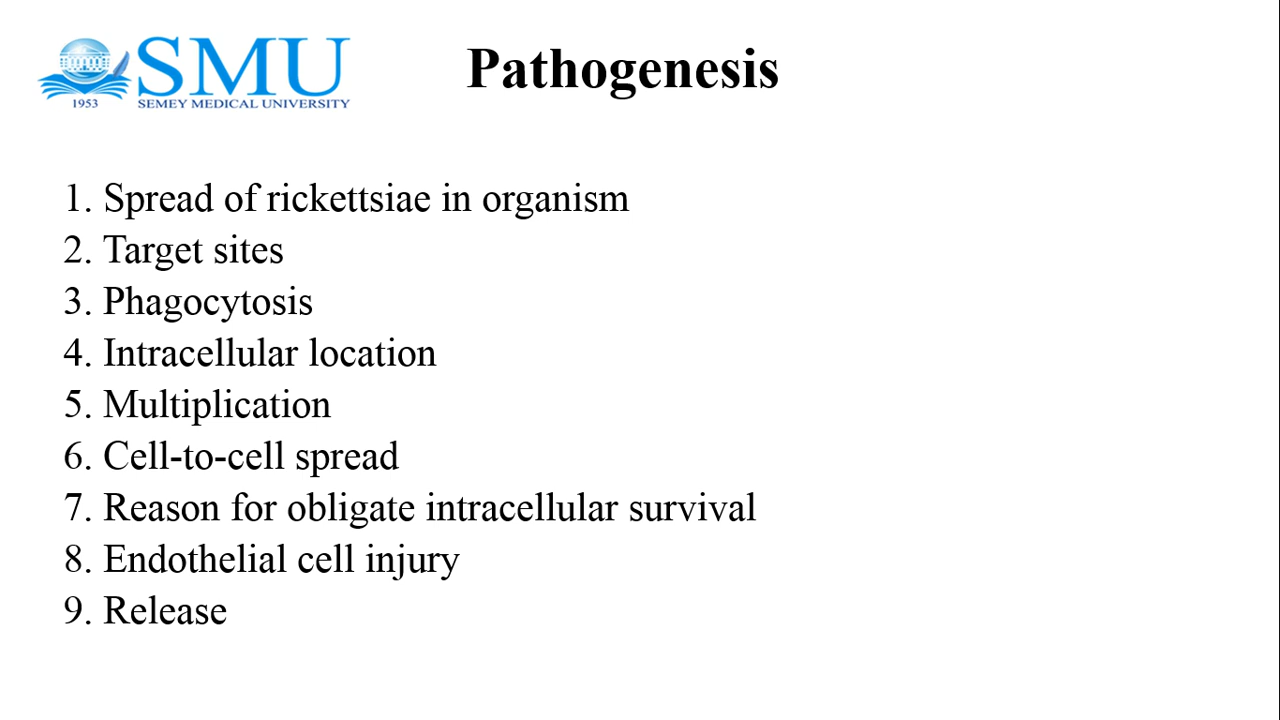 SMU
SEMEY MEDICAL UNIVERSITY
1953
Pathogenesis
1. Spread of rickettsiae in organism
2. Target sites
3. Phagocytosis
4. Intracellular location
5. Multiplication
6. Cell-to-cell spread
7. Reason for obligate intracellular survival
8. Endothelial cell injury
9. Release